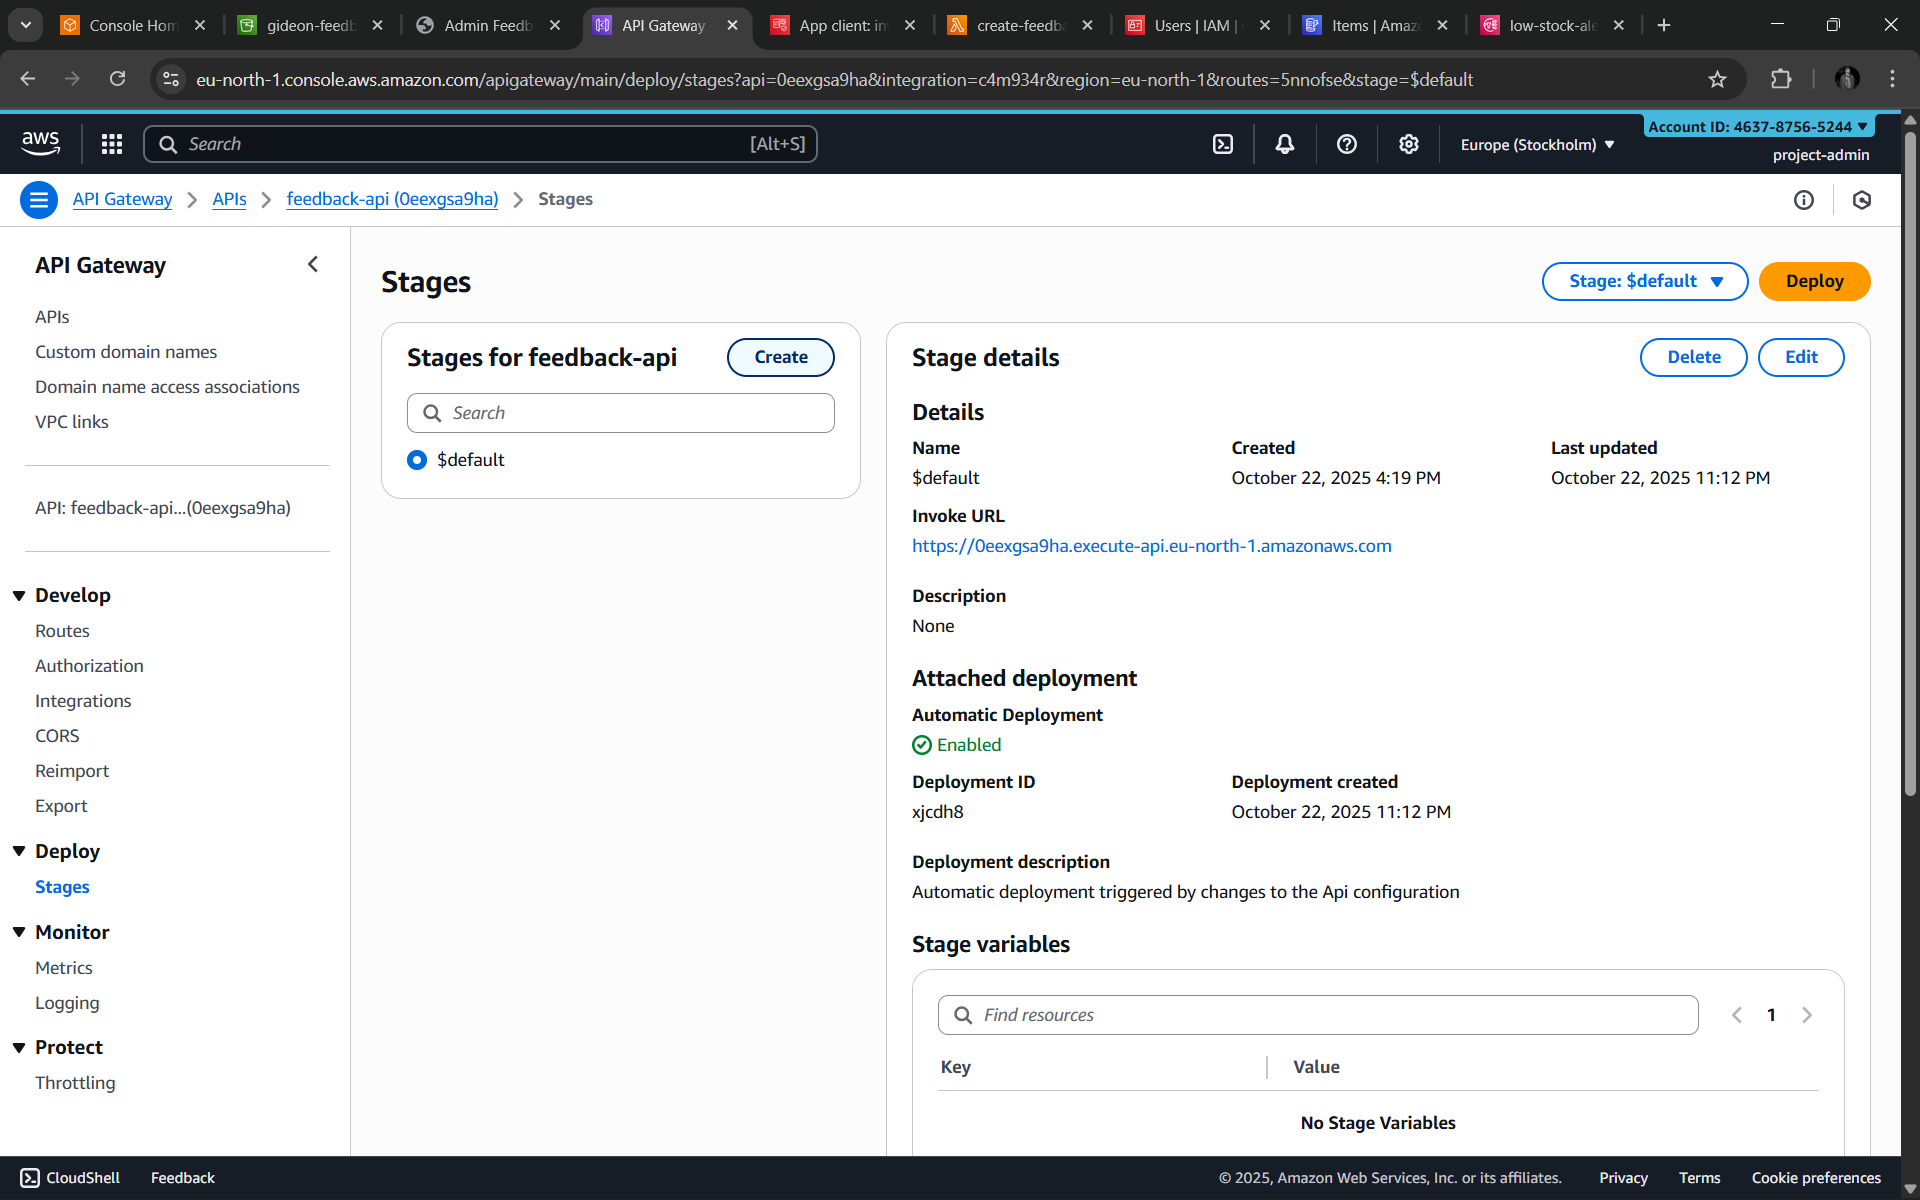 Console Hom
gideon-feedb
Admin Feedb
API Gateway
App client: in
create-feedba
Users | IAM |
Items | Amaz
low-stock-ale
eu-north-1.console.aws.amazon.com/apigateway/main/deploy/stages?api=0eexgsa9ha&integration=c4m934r&region=eu-north-1&routes=5nnofse&stage=$default
aws
Search
[Alt+S]
Europe (Stockholm)
Account ID: 4637-8756-5244
project-admin
API Gateway
APIs
feedback-api (0eexgsa9ha)
Stages
API Gateway
APIs
Custom domain names
Domain name access associations
VPC links
API: feedback-api...(0eexgsa9ha)
Develop
Routes
Authorization
Integrations
CORS
Reimport
Export
Deploy
Stages
Monitor
Metrics
Logging
Protect
Throttling
Stages
Stage: $default
Deploy
Stages for feedback-api
Create
Search
$default
Stage details
Delete
Edit
Details
Name
$default
Created
October 22, 2025 4:19 PM
Last updated
October 22, 2025 11:12 PM
Invoke URL
https://0eexgsa9ha.execute-api.eu-north-1.amazonaws.com
Description
None
Attached deployment
Automatic Deployment
Enabled
Deployment ID
xjcdh8
Deployment created
October 22, 2025 11:12 PM
Deployment description
Automatic deployment triggered by changes to the Api configuration
Stage variables
Find resources
1
Key
Value
No Stage Variables
CloudShell
Feedback
© 2025, Amazon Web Services, Inc. or its affiliates.
Privacy
Terms
Cookie preferences